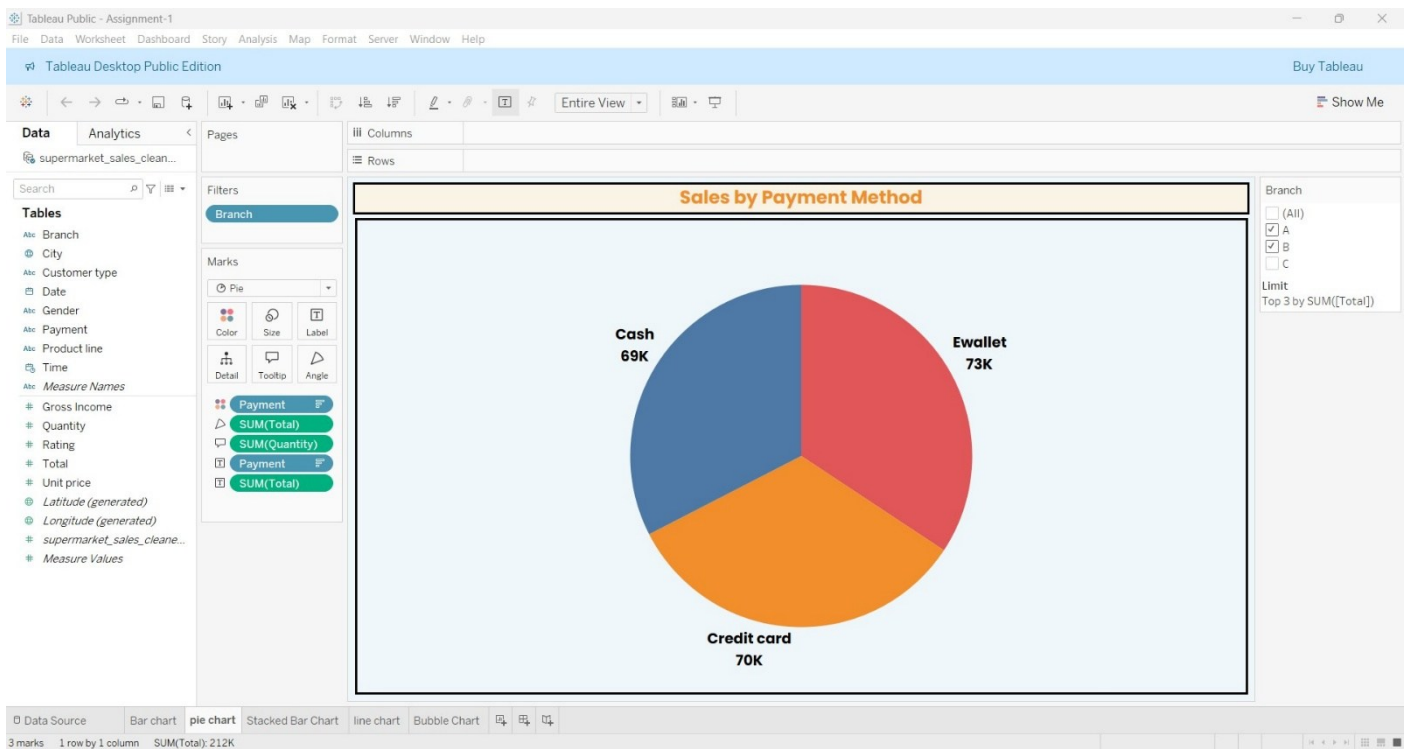 Tableau Public - Assignment-1
File Data Worksheet Dashboard Story Analysis Map Format Server Window Help
Tableau Desktop Public Edition
Buy Tableau
Entire View
Show Me
Data Analytics
Pages
Columns
supermarket_sales_clean...
Rows
Search
Filters
Branch
Tables
Abc Branch
City
Abc Customer type
Date
Abc Gender
Abc Payment
Abc Product line
Time
Abc Measure Names
# Gross Income
# Quantity
# Rating
# Total
# Unit price
Latitude (generated)
Longitude (generated)
# supermarket_sales_cleane...
# Measure Values
Marks
Pie
Color Size Label
Detail Tooltip Angle
Payment
SUM(Total)
SUM(Quantity)
Payment
SUM(Total)
Sales by Payment Method
Cash
69K
Ewallet
73K
Credit card
70K
Branch
(All)
A
B
C
Limit
Top 3 by SUM([Total])
Data Source Bar chart pie chart Stacked Bar Chart line chart Bubble Chart
3 marks 1 row by 1 column SUM(Total): 212K